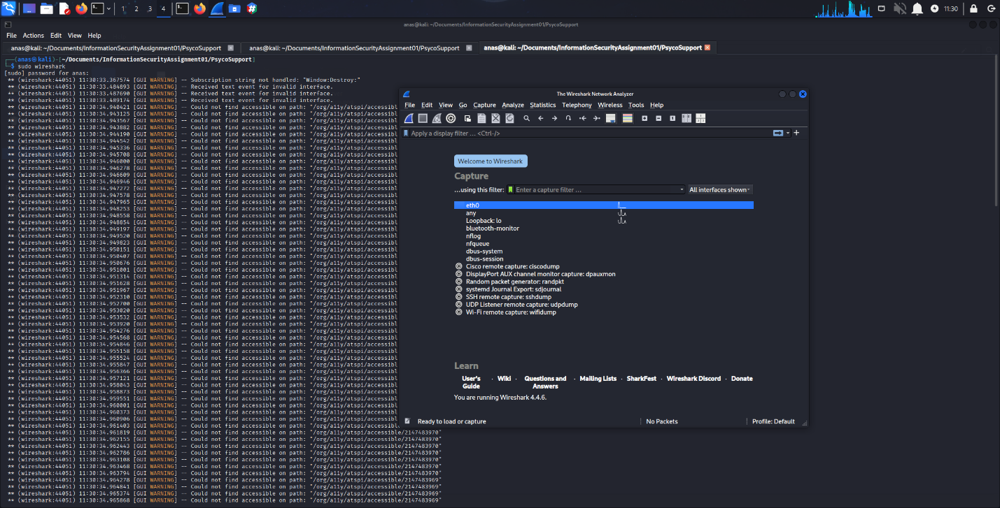 1 2 3 4
11:30
anas@kali: ~/Documents/InformationSecurityAssignment01/PsycoSupport
File Actions Edit View Help
anas@kali: ~/Documents/InformationSecurityAssignment01/PsycoSupport
anas@kali: ~/Documents/InformationSecurityAssignment01/PsycoSupport
anas@kali: ~/Documents/InformationSecurityAssignment01/PsycoSupport
(anas㉿kali)-[~/Documents/InformationSecurityAssignment01/PsycoSupport]
$ sudo wireshark
[sudo] password for anas:
** (wireshark:44051) 11:30:33.367574 [GUI WARNING] -- Subscription string not handled: "Window:Destroy:"
** (wireshark:44051) 11:30:33.484893 [GUI WARNING] -- Received text event for invalid interface.
** (wireshark:44051) 11:30:33.487690 [GUI WARNING] -- Received text event for invalid interface.
** (wireshark:44051) 11:30:33.489174 [GUI WARNING] -- Received text event for invalid interface.
** (wireshark:44051) 11:30:34.940421 [GUI WARNING] -- Could not find accessible on path: "/org/a11y/atspi/accessibl
** (wireshark:44051) 11:30:34.943125 [GUI WARNING] -- Could not find accessible on path: "/org/a11y/atspi/accessibl
** (wireshark:44051) 11:30:34.943567 [GUI WARNING] -- Could not find accessible on path: "/org/a11y/atspi/accessibl
** (wireshark:44051) 11:30:34.943882 [GUI WARNING] -- Could not find accessible on path: "/org/a11y/atspi/accessibl
** (wireshark:44051) 11:30:34.944190 [GUI WARNING] -- Could not find accessible on path: "/org/a11y/atspi/accessibl
** (wireshark:44051) 11:30:34.944542 [GUI WARNING] -- Could not find accessible on path: "/org/a11y/atspi/accessibl
** (wireshark:44051) 11:30:34.945336 [GUI WARNING] -- Could not find accessible on path: "/org/a11y/atspi/accessibl
** (wireshark:44051) 11:30:34.945708 [GUI WARNING] -- Could not find accessible on path: "/org/a11y/atspi/accessibl
** (wireshark:44051) 11:30:34.946000 [GUI WARNING] -- Could not find accessible on path: "/org/a11y/atspi/accessibl
** (wireshark:44051) 11:30:34.946278 [GUI WARNING] -- Could not find accessible on path: "/org/a11y/atspi/accessibl
** (wireshark:44051) 11:30:34.946609 [GUI WARNING] -- Could not find accessible on path: "/org/a11y/atspi/accessibl
** (wireshark:44051) 11:30:34.946946 [GUI WARNING] -- Could not find accessible on path: "/org/a11y/atspi/accessibl
** (wireshark:44051) 11:30:34.947272 [GUI WARNING] -- Could not find accessible on path: "/org/a11y/atspi/accessibl
** (wireshark:44051) 11:30:34.947578 [GUI WARNING] -- Could not find accessible on path: "/org/a11y/atspi/accessibl
** (wireshark:44051) 11:30:34.947965 [GUI WARNING] -- Could not find accessible on path: "/org/a11y/atspi/accessibl
** (wireshark:44051) 11:30:34.948253 [GUI WARNING] -- Could not find accessible on path: "/org/a11y/atspi/accessibl
** (wireshark:44051) 11:30:34.948558 [GUI WARNING] -- Could not find accessible on path: "/org/a11y/atspi/accessibl
** (wireshark:44051) 11:30:34.948854 [GUI WARNING] -- Could not find accessible on path: "/org/a11y/atspi/accessibl
** (wireshark:44051) 11:30:34.949197 [GUI WARNING] -- Could not find accessible on path: "/org/a11y/atspi/accessibl
** (wireshark:44051) 11:30:34.949520 [GUI WARNING] -- Could not find accessible on path: "/org/a11y/atspi/accessibl
** (wireshark:44051) 11:30:34.949823 [GUI WARNING] -- Could not find accessible on path: "/org/a11y/atspi/accessibl
** (wireshark:44051) 11:30:34.950151 [GUI WARNING] -- Could not find accessible on path: "/org/a11y/atspi/accessibl
** (wireshark:44051) 11:30:34.950407 [GUI WARNING] -- Could not find accessible on path: "/org/a11y/atspi/accessibl
** (wireshark:44051) 11:30:34.950676 [GUI WARNING] -- Could not find accessible on path: "/org/a11y/atspi/accessibl
** (wireshark:44051) 11:30:34.951001 [GUI WARNING] -- Could not find accessible on path: "/org/a11y/atspi/accessibl
** (wireshark:44051) 11:30:34.951314 [GUI WARNING] -- Could not find accessible on path: "/org/a11y/atspi/accessibl
** (wireshark:44051) 11:30:34.951628 [GUI WARNING] -- Could not find accessible on path: "/org/a11y/atspi/accessibl
** (wireshark:44051) 11:30:34.951967 [GUI WARNING] -- Could not find accessible on path: "/org/a11y/atspi/accessibl
** (wireshark:44051) 11:30:34.952310 [GUI WARNING] -- Could not find accessible on path: "/org/a11y/atspi/accessibl
** (wireshark:44051) 11:30:34.952700 [GUI WARNING] -- Could not find accessible on path: "/org/a11y/atspi/accessibl
** (wireshark:44051) 11:30:34.953020 [GUI WARNING] -- Could not find accessible on path: "/org/a11y/atspi/accessibl
** (wireshark:44051) 11:30:34.953532 [GUI WARNING] -- Could not find accessible on path: "/org/a11y/atspi/accessibl
** (wireshark:44051) 11:30:34.953920 [GUI WARNING] -- Could not find accessible on path: "/org/a11y/atspi/accessibl
** (wireshark:44051) 11:30:34.954276 [GUI WARNING] -- Could not find accessible on path: "/org/a11y/atspi/accessibl
** (wireshark:44051) 11:30:34.954568 [GUI WARNING] -- Could not find accessible on path: "/org/a11y/atspi/accessibl
** (wireshark:44051) 11:30:34.954846 [GUI WARNING] -- Could not find accessible on path: "/org/a11y/atspi/accessibl
** (wireshark:44051) 11:30:34.955158 [GUI WARNING] -- Could not find accessible on path: "/org/a11y/atspi/accessibl
** (wireshark:44051) 11:30:34.955524 [GUI WARNING] -- Could not find accessible on path: "/org/a11y/atspi/accessibl
** (wireshark:44051) 11:30:34.955847 [GUI WARNING] -- Could not find accessible on path: "/org/a11y/atspi/accessibl
** (wireshark:44051) 11:30:34.956366 [GUI WARNING] -- Could not find accessible on path: "/org/a11y/atspi/accessibl
** (wireshark:44051) 11:30:34.957121 [GUI WARNING] -- Could not find accessible on path: "/org/a11y/atspi/accessibl
** (wireshark:44051) 11:30:34.958043 [GUI WARNING] -- Could not find accessible on path: "/org/a11y/atspi/accessibl
** (wireshark:44051) 11:30:34.958873 [GUI WARNING] -- Could not find accessible on path: "/org/a11y/atspi/accessibl
** (wireshark:44051) 11:30:34.959551 [GUI WARNING] -- Could not find accessible on path: "/org/a11y/atspi/accessibl
** (wireshark:44051) 11:30:34.960001 [GUI WARNING] -- Could not find accessible on path: "/org/a11y/atspi/accessibl
** (wireshark:44051) 11:30:34.960373 [GUI WARNING] -- Could not find accessible on path: "/org/a11y/atspi/accessibl
** (wireshark:44051) 11:30:34.960906 [GUI WARNING] -- Could not find accessible on path: "/org/a11y/atspi/accessibl
** (wireshark:44051) 11:30:34.961403 [GUI WARNING] -- Could not find accessible on path: "/org/a11y/atspi/accessibl
** (wireshark:44051) 11:30:34.961819 [GUI WARNING] -- Could not find accessible on path: "/org/a11y/atspi/accessible/2147483970"
** (wireshark:44051) 11:30:34.962155 [GUI WARNING] -- Could not find accessible on path: "/org/a11y/atspi/accessible/2147483970"
** (wireshark:44051) 11:30:34.962443 [GUI WARNING] -- Could not find accessible on path: "/org/a11y/atspi/accessible/2147483970"
** (wireshark:44051) 11:30:34.962786 [GUI WARNING] -- Could not find accessible on path: "/org/a11y/atspi/accessible/2147483970"
** (wireshark:44051) 11:30:34.963108 [GUI WARNING] -- Could not find accessible on path: "/org/a11y/atspi/accessible/2147483970"
** (wireshark:44051) 11:30:34.963468 [GUI WARNING] -- Could not find accessible on path: "/org/a11y/atspi/accessible/2147483970"
** (wireshark:44051) 11:30:34.963794 [GUI WARNING] -- Could not find accessible on path: "/org/a11y/atspi/accessible/2147483970"
** (wireshark:44051) 11:30:34.964278 [GUI WARNING] -- Could not find accessible on path: "/org/a11y/atspi/accessible/2147483969"
** (wireshark:44051) 11:30:34.964841 [GUI WARNING] -- Could not find accessible on path: "/org/a11y/atspi/accessible/2147483969"
** (wireshark:44051) 11:30:34.965374 [GUI WARNING] -- Could not find accessible on path: "/org/a11y/atspi/accessible/2147483969"
** (wireshark:44051) 11:30:34.965868 [GUI WARNING] -- Could not find accessible on path: "/org/a11y/atspi/accessible/2147483969"
The Wireshark Network Analyzer
File Edit View Go Capture Analyze Statistics Telephony Wireless Tools Help
Apply a display filter … <Ctrl-/>
Welcome to Wireshark
Capture
…using this filter: Enter a capture filter … All interfaces shown
eth0
any
Loopback: lo
bluetooth-monitor
nflog
nfqueue
dbus-system
dbus-session
Cisco remote capture: ciscodump
DisplayPort AUX channel monitor capture: dpauxmon
Random packet generator: randpkt
systemd Journal Export: sdjournal
SSH remote capture: sshdump
UDP Listener remote capture: udpdump
Wi-Fi remote capture: wifidump
Learn
User's Guide · Wiki · Questions and Answers · Mailing Lists · SharkFest · Wireshark Discord · Donate
You are running Wireshark 4.4.6.
Ready to load or capture
No Packets
Profile: Default